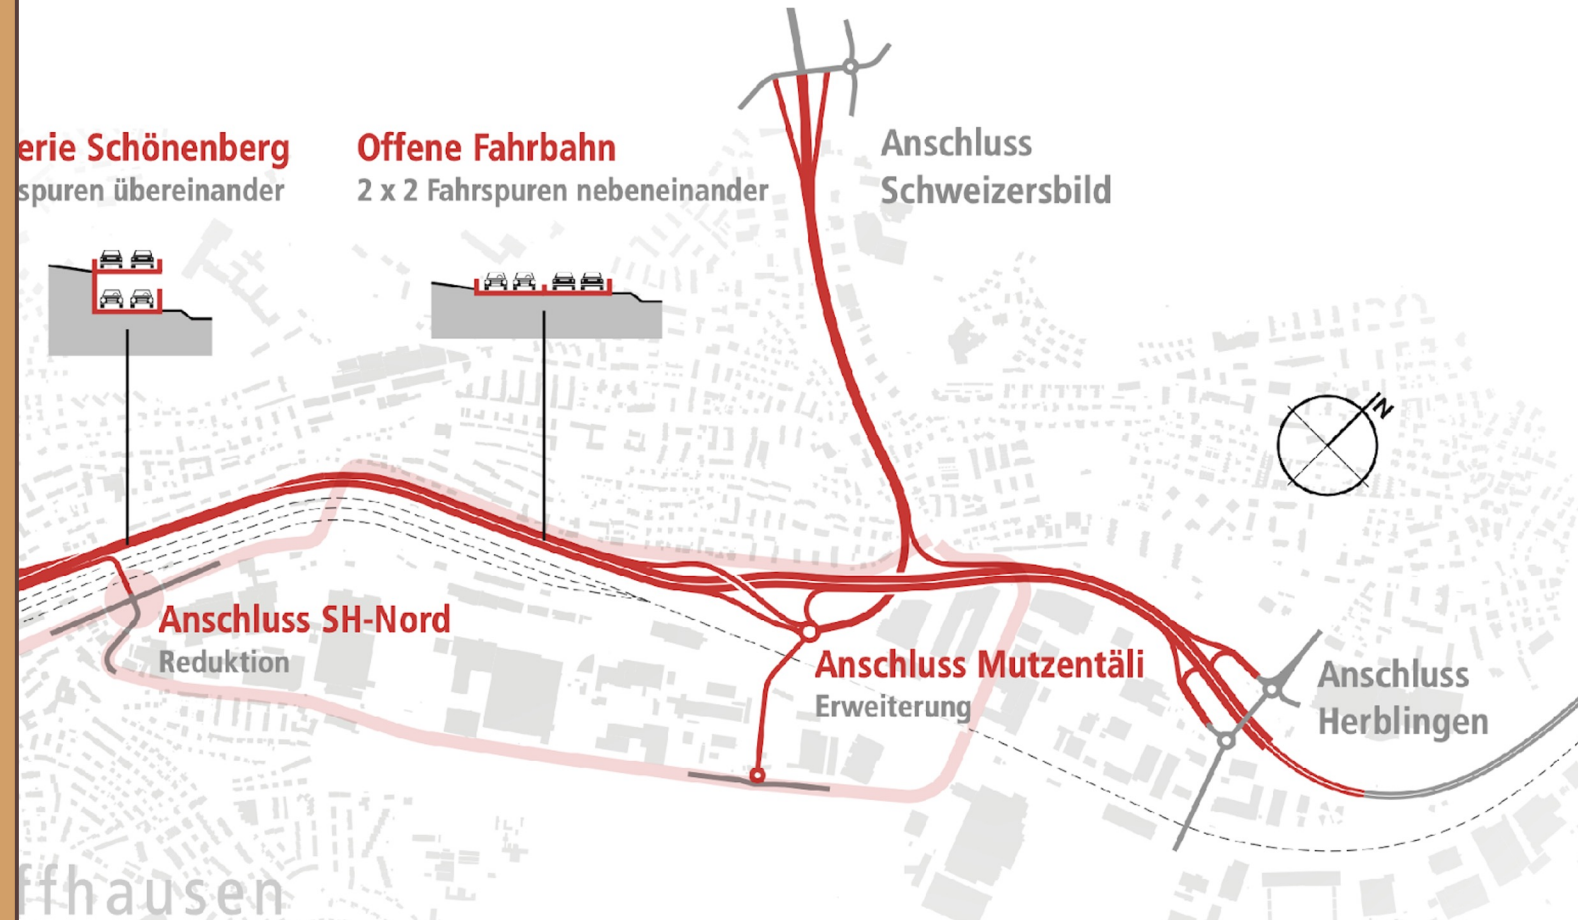 erie Schönenberg
spuren übereinander
Offene Fahrbahn
2 x 2 Fahrspuren nebeneinander
Anschluss
Schweizersbild
N
Anschluss SH-Nord
Reduktion
Anschluss Mutzentäli
Erweiterung
Anschluss
Herblingen
ffhausen